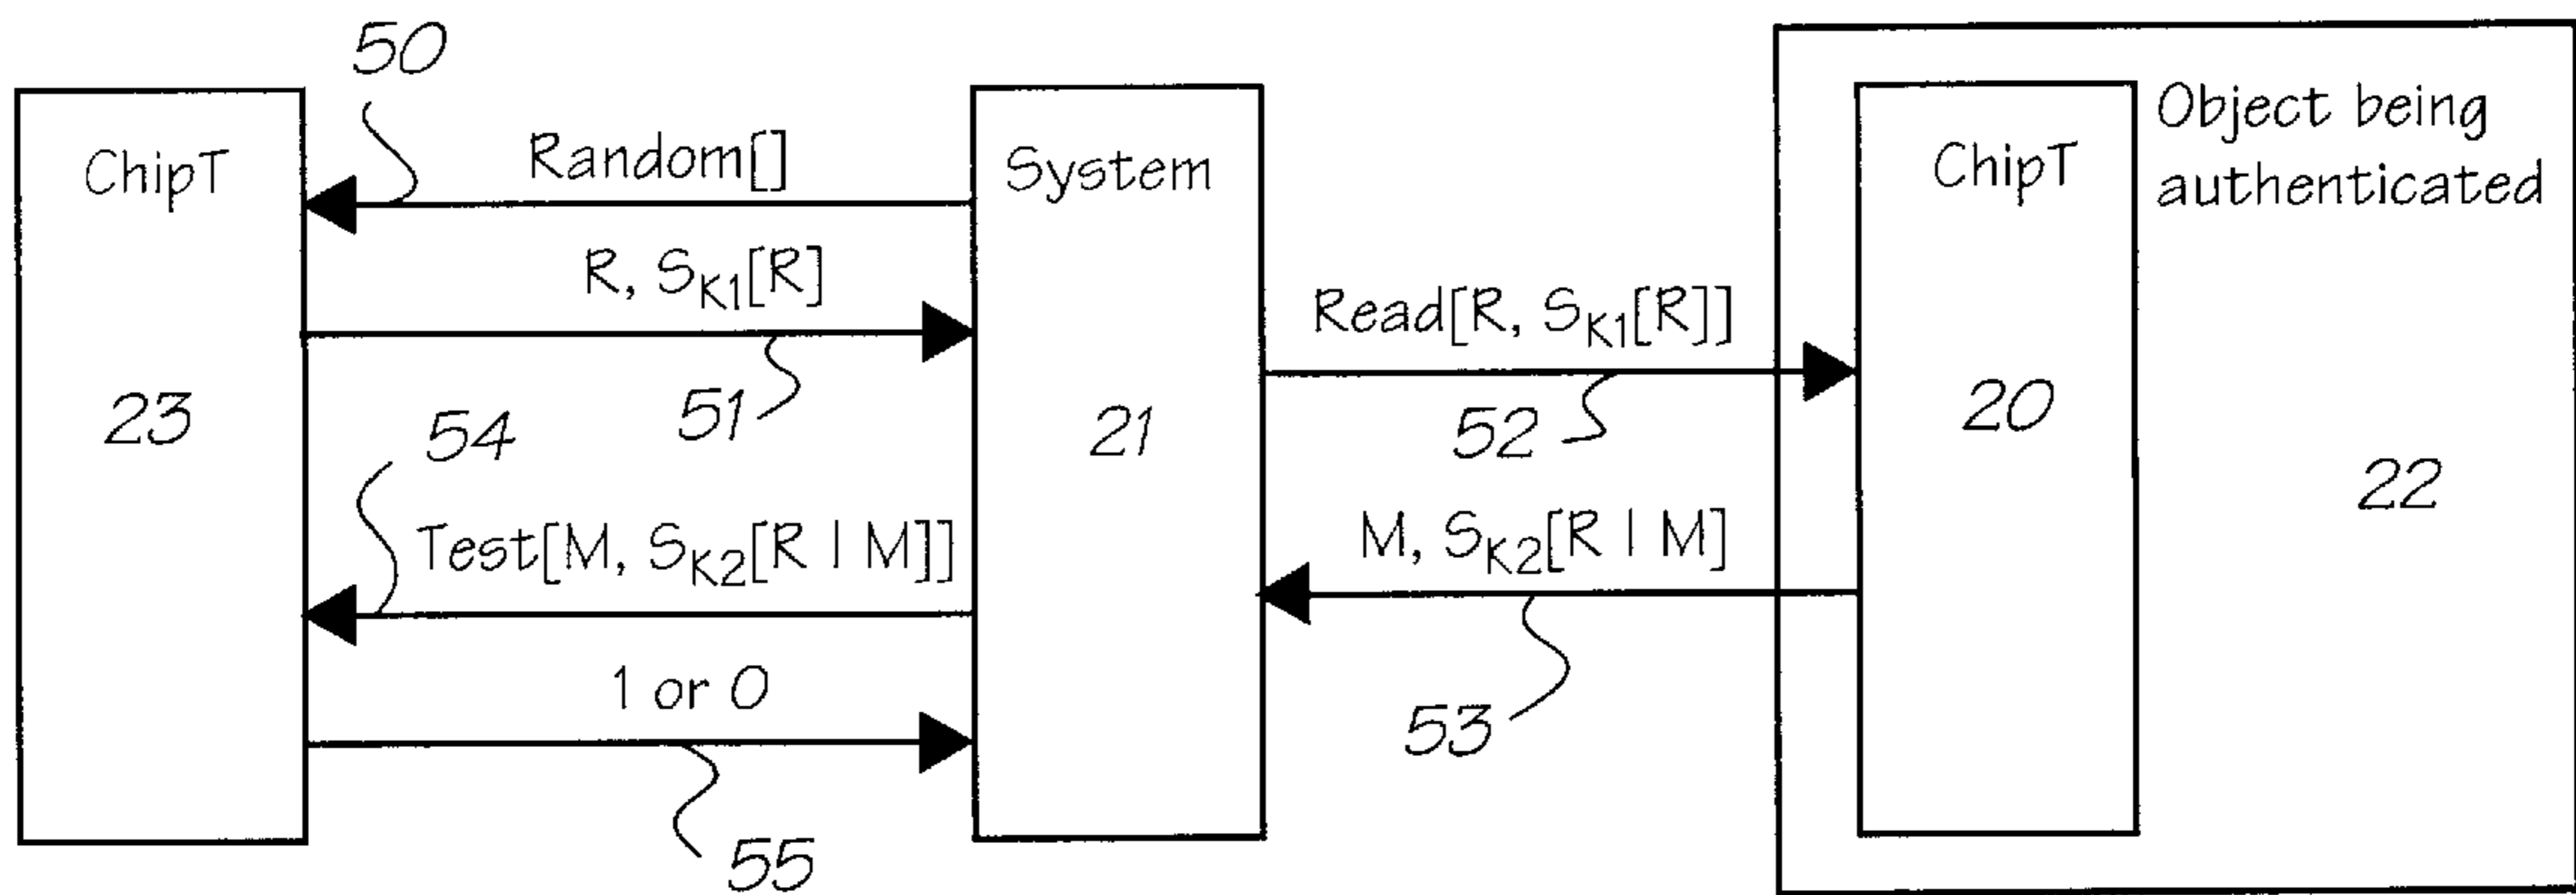 50
ChipT
Random[]
System
ChipT
Object being
authenticated
R, SK1[R]
Read[R, SK1[R]]
23
51
54
21
52
20
22
Test[M, SK2[R | M]]
M, SK2[R | M]
1 or 0
53
55